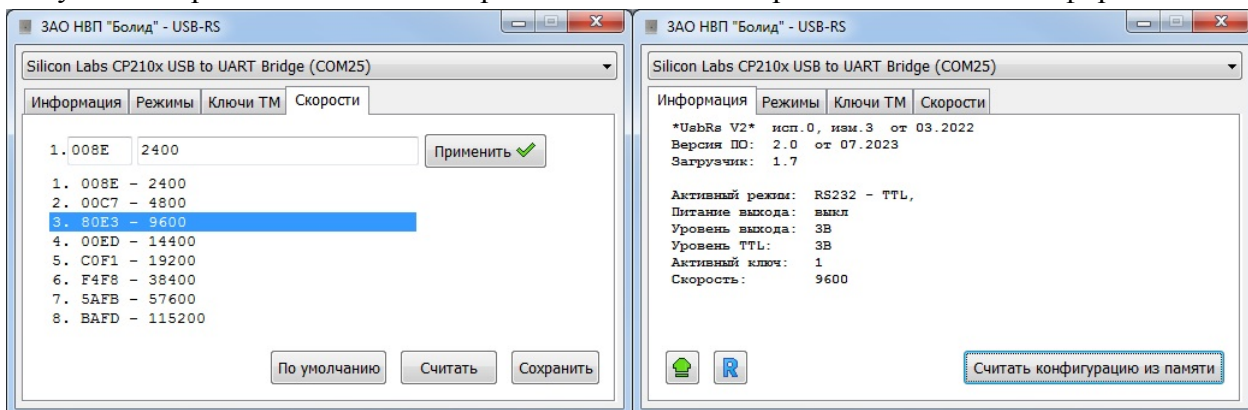 ЗАО НВП "Болид" - USB-RS
Silicon Labs CP210x USB to UART Bridge (COM25)
Информация Режимы Ключи ТМ Скорости
1. 008E 2400 Применить
1. 008E - 2400
2. 00C7 - 4800
3. 80E3 - 9600
4. 00ED - 14400
5. C0F1 - 19200
6. F4F8 - 38400
7. 5AFB - 57600
8. BAFD - 115200
По умолчанию Считать Сохранить
ЗАО НВП "Болид" - USB-RS
Silicon Labs CP210x USB to UART Bridge (COM25)
Информация Режимы Ключи ТМ Скорости
*UsbRs V2* исп.0, изм.3 от 03.2022
Версия ПО: 2.0 от 07.2023
Загрузчик: 1.7
Активный режим: RS232 - TTL,
Питание выхода: выкл
Уровень выхода: 3В
Уровень TTL: 3В
Активный ключ: 1
Скорость: 9600
R Считать конфигурацию из памяти